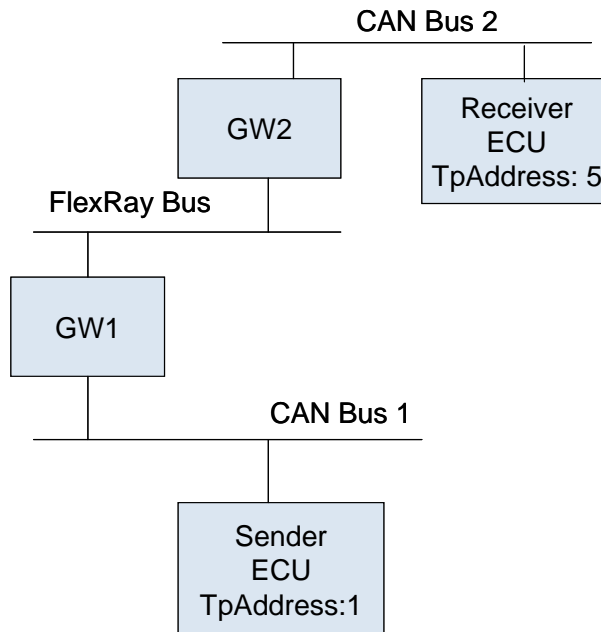 CAN Bus 2
GW2
Receiver
ECU
TpAddress: 5
FlexRay Bus
GW1
CAN Bus 1
Sender
ECU
TpAddress:1